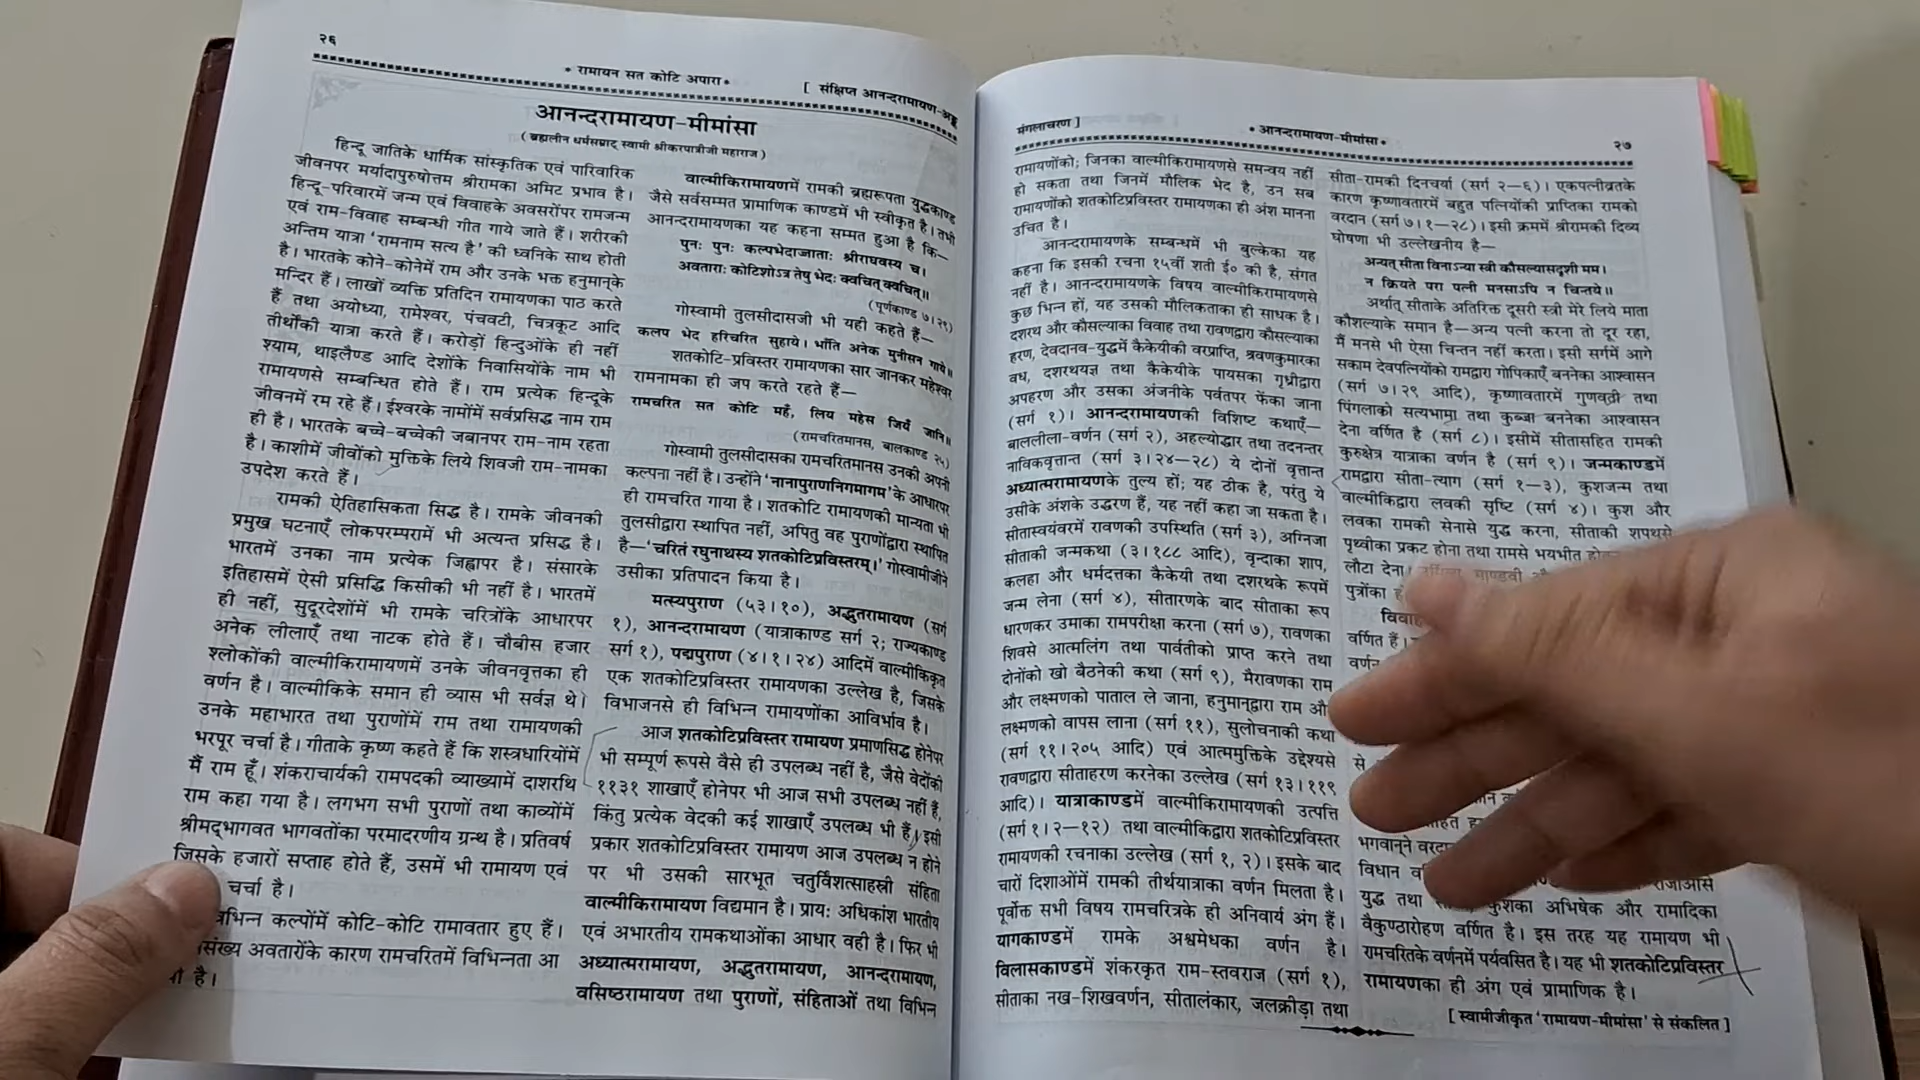 २६
* रामायन सत कोटि अपारा *
[ संक्षिप्त आनन्दरामायण-अङ्क
आनन्दरामायण-मीमांसा
( ब्रह्मलीन धर्मसम्राट् स्वामी श्रीकरपात्रीजी महाराज )
हिन्दू जातिके धार्मिक सांस्कृतिक एवं पारिवारिक
जीवनपर मर्यादापुरुषोत्तम श्रीरामका अमिट प्रभाव है।
हिन्दू-परिवारमें जन्म एवं विवाहके अवसरोंपर रामजन्म
एवं राम-विवाह सम्बन्धी गीत गाये जाते हैं। शरीरकी
अन्तिम यात्रा 'रामनाम सत्य है' की ध्वनिके साथ होती
है। भारतके कोने-कोनेमें राम और उनके भक्त हनुमान्‌के
मन्दिर हैं। लाखों व्यक्ति प्रतिदिन रामायणका पाठ करते
हैं तथा अयोध्या, रामेश्वर, पंचवटी, चित्रकूट आदि
तीर्थोंकी यात्रा करते हैं। करोड़ों हिन्दुओंके ही नहीं
श्याम, थाइलैण्ड आदि देशोंके निवासियोंके नाम भी
रामायणसे सम्बन्धित होते हैं। राम प्रत्येक हिन्दूके
जीवनमें रम रहे हैं। ईश्वरके नामोंमें सर्वप्रसिद्ध नाम राम
ही है। भारतके बच्चे-बच्चेकी जबानपर राम-नाम रहता
है। काशीमें जीवोंको मुक्तिके लिये शिवजी राम-नामका
उपदेश करते हैं।
रामकी ऐतिहासिकता सिद्ध है। रामके जीवनकी
प्रमुख घटनाएँ लोकपरम्परामें भी अत्यन्त प्रसिद्ध है।
भारतमें उनका नाम प्रत्येक जिह्वापर है। संसारके
इतिहासमें ऐसी प्रसिद्धि किसीकी भी नहीं है। भारतमें
ही नहीं, सुदूरदेशोंमें भी रामके चरित्रोंके आधारपर
अनेक लीलाएँ तथा नाटक होते हैं। चौबीस हजार
श्लोकोंकी वाल्मीकिरामायणमें उनके जीवनवृत्तका ही
वर्णन है। वाल्मीकिके समान ही व्यास भी सर्वज्ञ थे।
उनके महाभारत तथा पुराणोंमें राम तथा रामायणकी
भरपूर चर्चा है। गीताके कृष्ण कहते हैं कि शस्त्रधारियोंमें
मैं राम हूँ। शंकराचार्यकी रामपदकी व्याख्यामें दाशरथि
राम कहा गया है। लगभग सभी पुराणों तथा काव्योंमें
श्रीमद्भागवत भागवतोंका परमादरणीय ग्रन्थ है। प्रतिवर्ष
जिसके हजारों सप्ताह होते हैं, उसमें भी रामायण एवं
चर्चा है।
कल्पोंमें कोटि-कोटि रामावतार हुए हैं।
अवतारोंके कारण रामचरितमें विभिन्नता आ
है।
वाल्मीकिरामायणमें रामकी ब्रह्मरूपता युद्धकाण्ड
जैसे सर्वसम्मत प्रामाणिक काण्डमें भी स्वीकृत है। तभी
आनन्दरामायणका यह कहना सम्मत हुआ है कि—
पुनः पुनः कल्पभेदाज्जाताः श्रीराघवस्य च।
अवताराः कोटिशोऽत्र तेषु भेदः क्वचित् क्वचित्॥
(पूर्णकाण्ड ७।२९)
गोस्वामी तुलसीदासजी भी यही कहते हैं—
कलप भेद हरिचरित सुहाये। भाँति अनेक मुनीसन गाये॥
शतकोटि-प्रविस्तर रामायणका सार जानकर महेश्वर
रामनामका ही जप करते रहते हैं—
रामचरित सत कोटि महँ, लिय महेस जियँ जानि॥
(रामचरितमानस, बालकाण्ड २५)
गोस्वामी तुलसीदासका रामचरितमानस उनकी अपनी
कल्पना नहीं है। उन्होंने 'नानापुराणनिगमागम' के आधारपर
ही रामचरित गाया है। शतकोटि रामायणकी मान्यता भी
तुलसीद्वारा स्थापित नहीं, अपितु वह पुराणोंद्वारा स्थापित
है—'चरितं रघुनाथस्य शतकोटिप्रविस्तरम्।' गोस्वामीजीने
उसीका प्रतिपादन किया है।
मत्स्यपुराण (५३।१०), अद्भुतरामायण (सर्ग
१), आनन्दरामायण (यात्राकाण्ड सर्ग २; राज्यकाण्ड
सर्ग १), पद्मपुराण (४।१।२४) आदिमें वाल्मीकिकृत
एक शतकोटिप्रविस्तर रामायणका उल्लेख है, जिसके
विभाजनसे ही विभिन्न रामायणोंका आविर्भाव है।
आज शतकोटिप्रविस्तर रामायण प्रमाणसिद्ध होनेपर
भी सम्पूर्ण रूपसे वैसे ही उपलब्ध नहीं है, जैसे वेदोंकी
११३१ शाखाएँ होनेपर भी आज सभी उपलब्ध नहीं हैं,
किंतु प्रत्येक वेदकी कई शाखाएँ उपलब्ध भी हैं। इसी
प्रकार शतकोटिप्रविस्तर रामायण आज उपलब्ध न होने
पर भी उसकी सारभूत चतुर्विंशत्साहस्री संहिता
वाल्मीकिरामायण विद्यमान है। प्रायः अधिकांश भारतीय
एवं अभारतीय रामकथाओंका आधार वही है। फिर भी
अध्यात्मरामायण, अद्भुतरामायण, आनन्दरामायण,
वसिष्ठरामायण तथा पुराणों, संहिताओं तथा विभिन्न
मंगलाचरण ]
* आनन्दरामायण-मीमांसा *
२७
रामायणोंको; जिनका वाल्मीकिरामायणसे समन्वय नहीं
हो सकता तथा जिनमें मौलिक भेद है, उन सब
रामायणोंको शतकोटिप्रविस्तर रामायणका ही अंश मानना
उचित है।
आनन्दरामायणके सम्बन्धमें भी बुल्केका यह
कहना कि इसकी रचना १५वीं शती ई० की है, संगत
नहीं है। आनन्दरामायणके विषय वाल्मीकिरामायणसे
कुछ भिन्न हों, यह उसकी मौलिकताका ही साधक है।
दशरथ और कौसल्याका विवाह तथा रावणद्वारा कौसल्याका
हरण, देवदानव-युद्धमें कैकेयीकी वरप्राप्ति, श्रवणकुमारका
वध, दशरथयज्ञ तथा कैकेयीके पायसका गृध्रीद्वारा
अपहरण और उसका अंजनीके पर्वतपर फेंका जाना
(सर्ग १)। आनन्दरामायणकी विशिष्ट कथाएँ—
बाललीला-वर्णन (सर्ग २), अहल्योद्धार तथा तदनन्तर
नाविकवृत्तान्त (सर्ग ३।२४—२८) ये दोनों वृत्तान्त
अध्यात्मरामायणके तुल्य हों; यह ठीक है, परंतु ये
उसीके अंशके उद्धरण हैं, यह नहीं कहा जा सकता है।
सीतास्वयंवरमें रावणकी उपस्थिति (सर्ग ३), अग्निजा
सीताकी जन्मकथा (३।१८८ आदि), वृन्दाका शाप,
कलहा और धर्मदत्तका कैकेयी तथा दशरथके रूपमें
जन्म लेना (सर्ग ४), सीतारणके बाद सीताका रूप
धारणकर उमाका रामपरीक्षा करना (सर्ग ७), रावणका
शिवसे आत्मलिंग तथा पार्वतीको प्राप्त करने तथा
दोनोंको खो बैठनेकी कथा (सर्ग ९), मैरावणका राम
और लक्ष्मणको पाताल ले जाना, हनुमान्‌द्वारा राम और
लक्ष्मणको वापस लाना (सर्ग ११), सुलोचनाकी कथा
(सर्ग ११।२०५ आदि) एवं आत्ममुक्तिके उद्देश्यसे
रावणद्वारा सीताहरण करनेका उल्लेख (सर्ग १३।११९
आदि)। यात्राकाण्डमें वाल्मीकिरामायणकी उत्पत्ति
(सर्ग १।२—१२) तथा वाल्मीकिद्वारा शतकोटिप्रविस्तर
रामायणकी रचनाका उल्लेख (सर्ग १, २)। इसके बाद
चारों दिशाओंमें रामकी तीर्थयात्राका वर्णन मिलता है।
पूर्वोक्त सभी विषय रामचरित्रके ही अनिवार्य अंग हैं।
यागकाण्डमें रामके अश्वमेधका वर्णन है।
विलासकाण्डमें शंकरकृत राम-स्तवराज (सर्ग १),
सीताका नख-शिखवर्णन, सीतालंकार, जलक्रीड़ा तथा
सीता-रामकी दिनचर्या (सर्ग २—६)। एकपत्नीव्रतके
कारण कृष्णावतारमें बहुत पत्नियोंकी प्राप्तिका रामको
वरदान (सर्ग ७।१—२८)। इसी क्रममें श्रीरामकी दिव्य
घोषणा भी उल्लेखनीय है—
अन्यत् सीता विनाऽन्या स्त्री कौसल्यासदृशी मम।
न क्रियते परा पत्नी मनसाऽपि न चिन्तये॥
अर्थात् सीताके अतिरिक्त दूसरी स्त्री मेरे लिये माता
कौशल्याके समान है—अन्य पत्नी करना तो दूर रहा,
मैं मनसे भी ऐसा चिन्तन नहीं करता। इसी सर्गमें आगे
सकाम देवपत्नियोंको रामद्वारा गोपिकाएँ बननेका आश्वासन
(सर्ग ७।२९ आदि), कृष्णावतारमें गुणवती तथा
पिंगलाको सत्यभामा तथा कुब्जा बननेका आश्वासन
देना वर्णित है (सर्ग ८)। इसीमें सीतासहित रामकी
कुरुक्षेत्र यात्राका वर्णन है (सर्ग ९)। जन्मकाण्डमें
रामद्वारा सीता-त्याग (सर्ग १—३), कुशजन्म तथा
वाल्मीकिद्वारा लवकी सृष्टि (सर्ग ४)। कुश और
लवका रामकी सेनासे युद्ध करना, सीताकी शपथसे
पृथ्वीका प्रकट होना तथा रामसे भयभीत
लौटा देना।
पुत्रोंका
वर्णित हैं।
से
भगवान्‌ने
विधान
युद्ध तथा कुशका अभिषेक और रामादिका
वैकुण्ठारोहण वर्णित है। इस तरह यह रामायण भी
रामचरितके वर्णनमें पर्यवसित है। यह भी शतकोटिप्रविस्तर
रामायणका ही अंग एवं प्रामाणिक है।
[ स्वामीजीकृत 'रामायण-मीमांसा' से संकलित ]